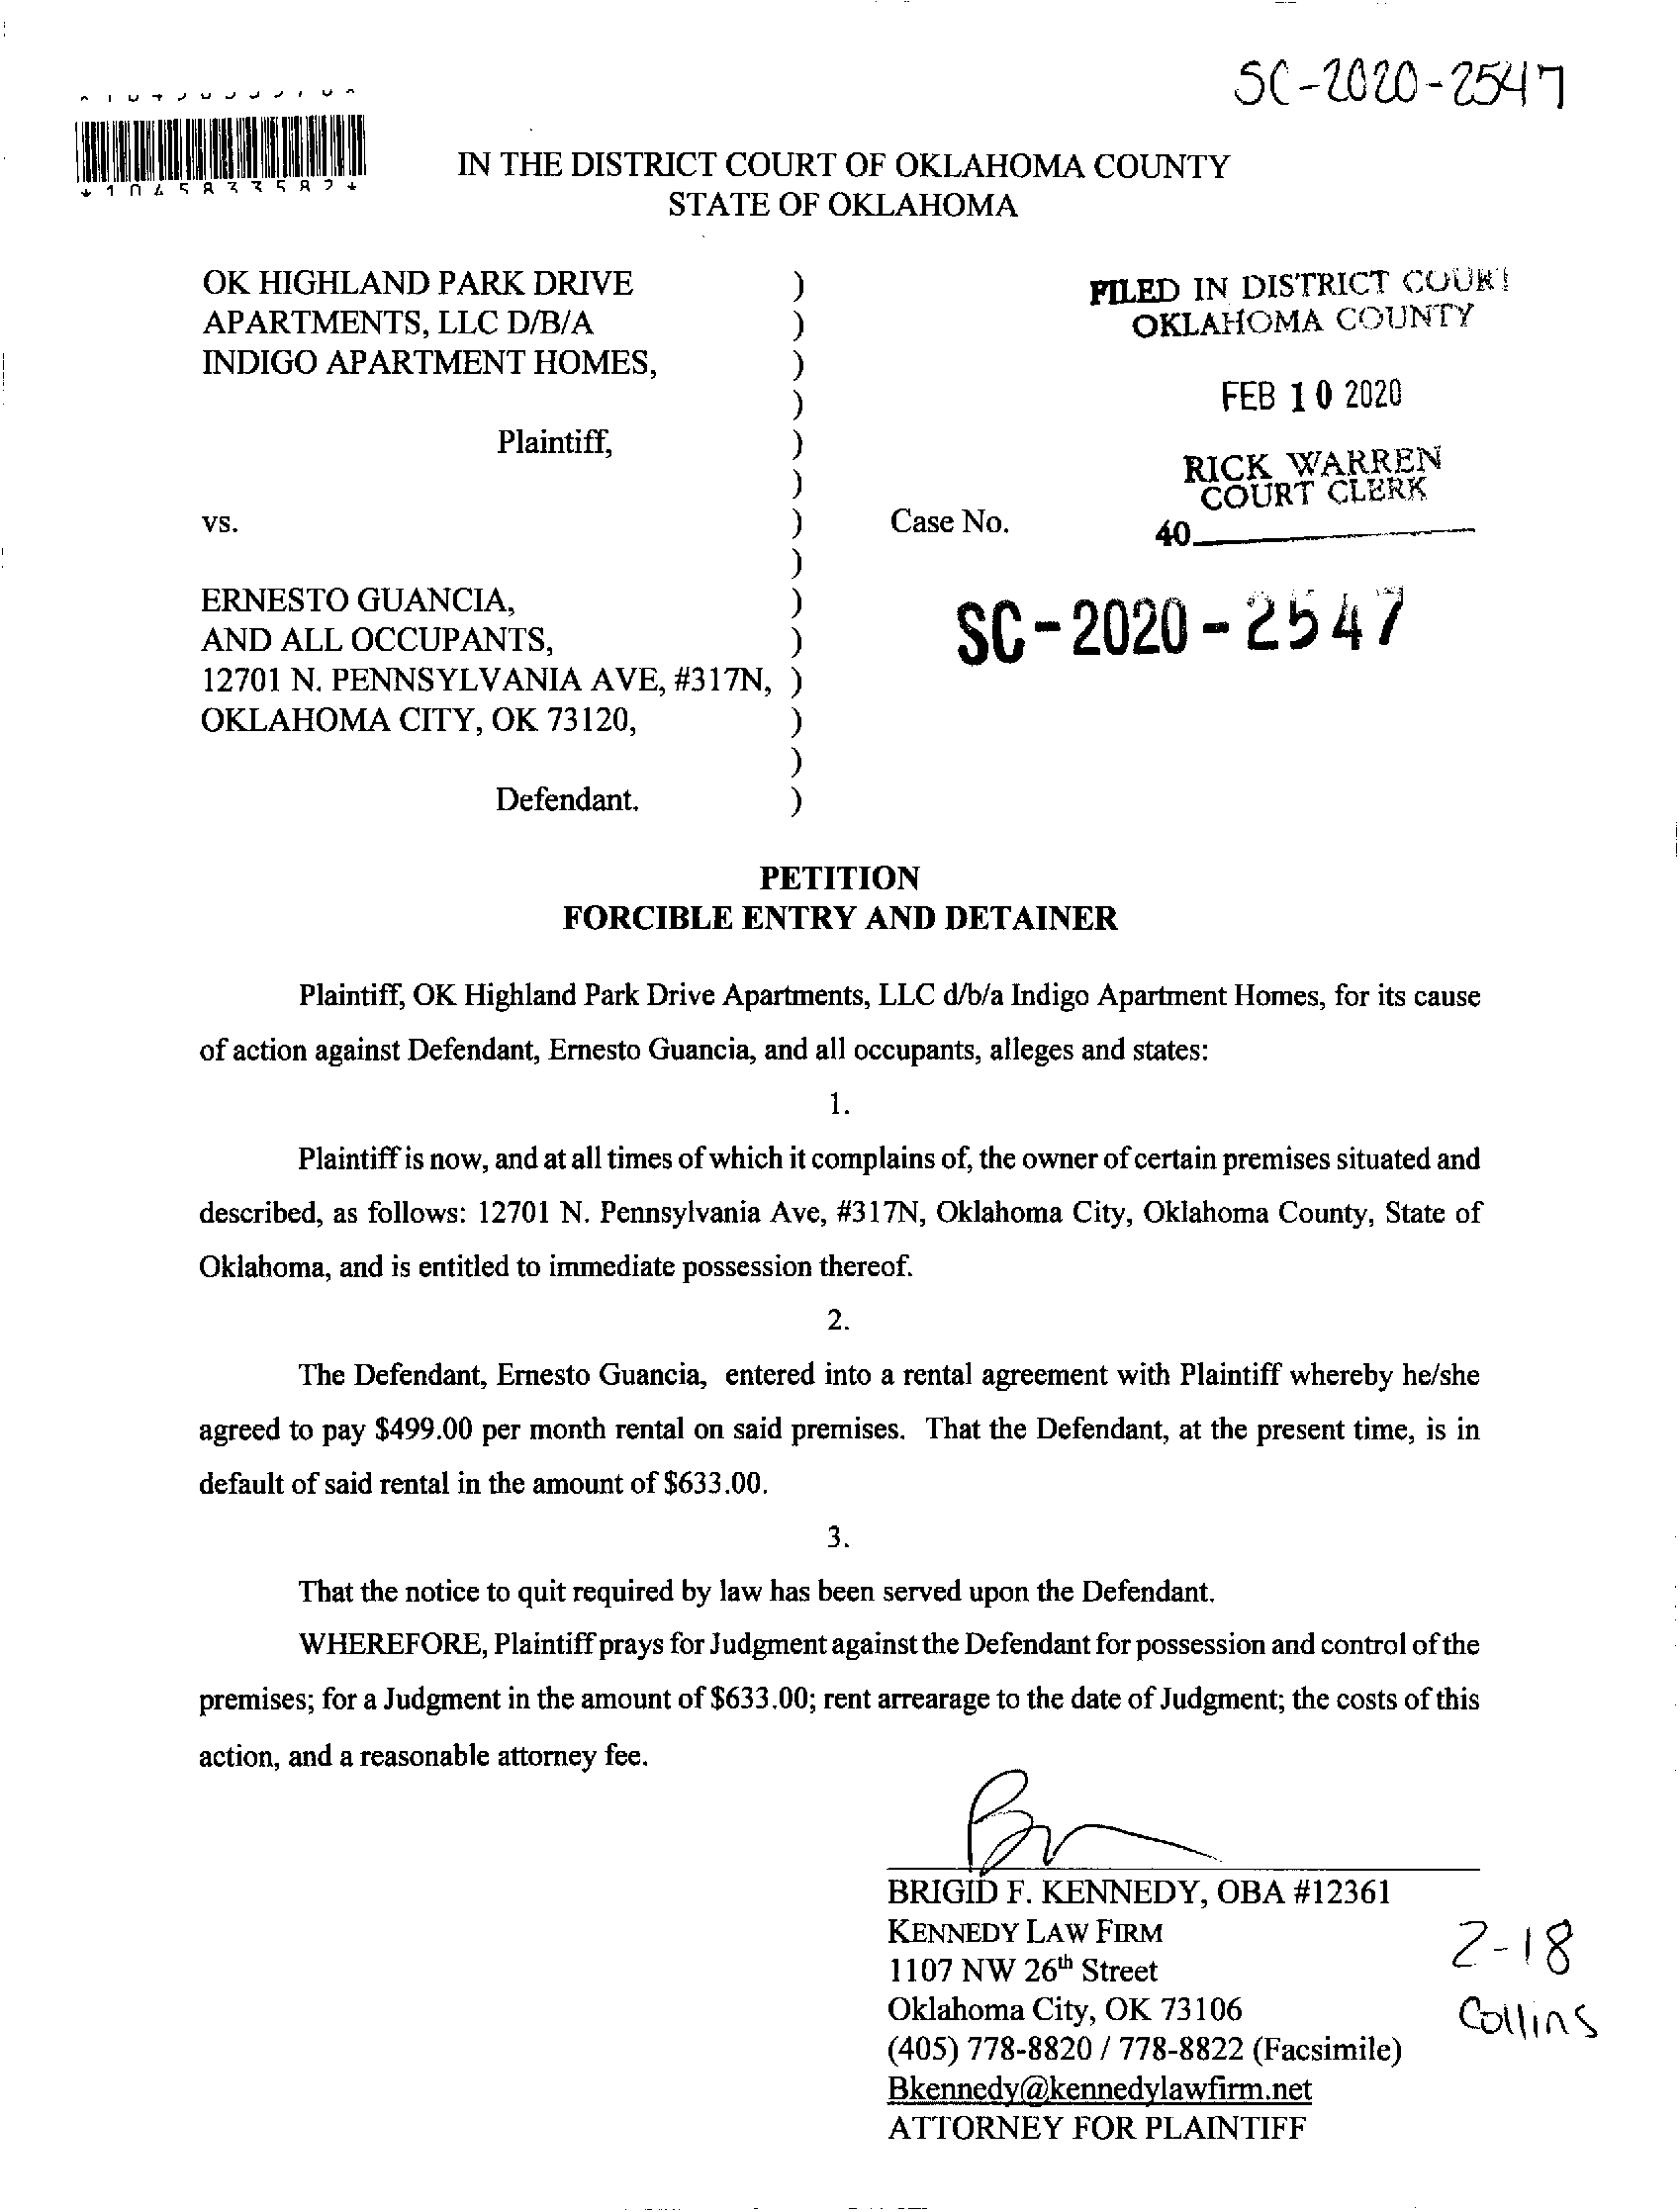 SC-2020-2547
*1045833582*
IN THE DISTRICT COURT OF OKLAHOMA COUNTY
STATE OF OKLAHOMA
OK HIGHLAND PARK DRIVE )
APARTMENTS, LLC D/B/A )
INDIGO APARTMENT HOMES, )
)
Plaintiff, )
)
vs. ) Case No.
)
ERNESTO GUANCIA, )
AND ALL OCCUPANTS, )
12701 N. PENNSYLVANIA AVE, #317N, )
OKLAHOMA CITY, OK 73120, )
)
Defendant. )
FILED IN DISTRICT COURT
OKLAHOMA COUNTY
FEB 10 2020
RICK WARREN
COURT CLERK
40
SC-2020-2547
PETITION
FORCIBLE ENTRY AND DETAINER
Plaintiff, OK Highland Park Drive Apartments, LLC d/b/a Indigo Apartment Homes, for its cause
of action against Defendant, Ernesto Guancia, and all occupants, alleges and states:
1.
Plaintiff is now, and at all times of which it complains of, the owner of certain premises situated and
described, as follows: 12701 N. Pennsylvania Ave, #317N, Oklahoma City, Oklahoma County, State of
Oklahoma, and is entitled to immediate possession thereof.
2.
The Defendant, Ernesto Guancia, entered into a rental agreement with Plaintiff whereby he/she
agreed to pay $499.00 per month rental on said premises. That the Defendant, at the present time, is in
default of said rental in the amount of $633.00.
3.
That the notice to quit required by law has been served upon the Defendant.
WHEREFORE, Plaintiff prays for Judgment against the Defendant for possession and control of the
premises; for a Judgment in the amount of $633.00; rent arrearage to the date of Judgment; the costs of this
action, and a reasonable attorney fee.
BRIGID F. KENNEDY, OBA #12361
KENNEDY LAW FIRM
1107 NW 26th Street
Oklahoma City, OK 73106
(405) 778-8820 / 778-8822 (Facsimile)
Bkennedy@kennedylawfirm.net
ATTORNEY FOR PLAINTIFF
2-18
Collins